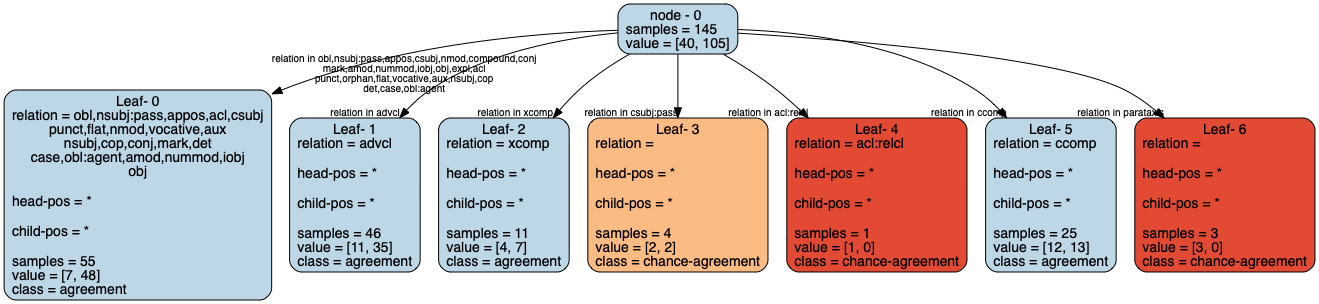 node - 0
samples = 145
value = [40, 105]
relation in obl,nsubj:pass,appos,csubj,nmod,compound,conj
mark,amod,nummod,iobj,obj,expl,acl
punct,orphan,flat,vocative,aux,nsubj,cop
det,case,obl:agent
relation in advcl
relation in xcomp
relation in csubj:pass
relation in acl:relcl
relation in ccomp
relation in parataxis
Leaf- 0
relation = obl,nsubj:pass,appos,acl,csubj
punct,flat,nmod,vocative,aux
nsubj,cop,conj,mark,det
case,obl:agent,amod,nummod,iobj
obj
head-pos = *
child-pos = *
samples = 55
value = [7, 48]
class = agreement
Leaf- 1
relation = advcl
head-pos = *
child-pos = *
samples = 46
value = [11, 35]
class = agreement
Leaf- 2
relation = xcomp
head-pos = *
child-pos = *
samples = 11
value = [4, 7]
class = agreement
Leaf- 3
relation =
head-pos = *
child-pos = *
samples = 4
value = [2, 2]
class = chance-agreement
Leaf- 4
relation = acl:relcl
head-pos = *
child-pos = *
samples = 1
value = [1, 0]
class = chance-agreement
Leaf- 5
relation = ccomp
head-pos = *
child-pos = *
samples = 25
value = [12, 13]
class = agreement
Leaf- 6
relation =
head-pos = *
child-pos = *
samples = 3
value = [3, 0]
class = chance-agreement